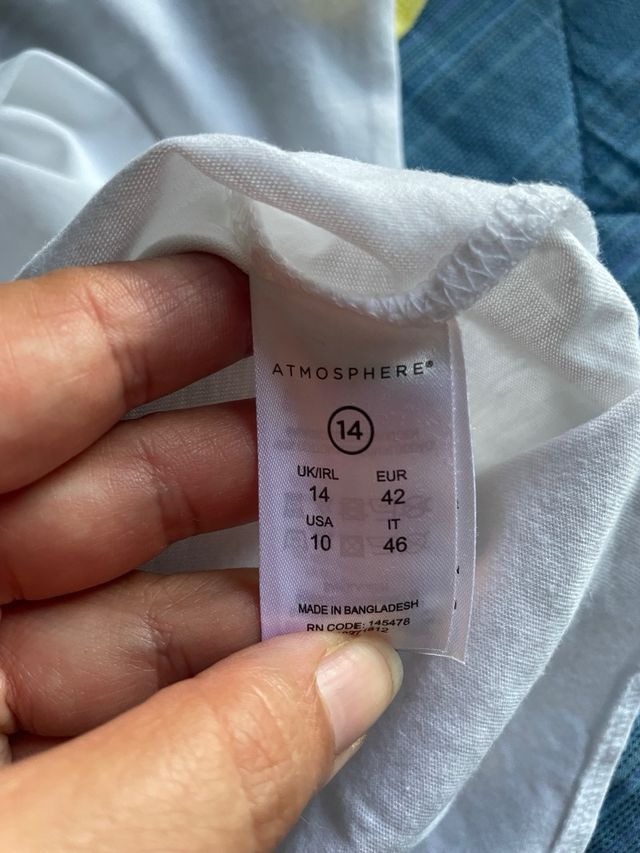 ATMOSPHERE®
14
UK/IRL EUR
14 42
USA IT
10 46
MADE IN BANGLADESH
RN CODE: 145478